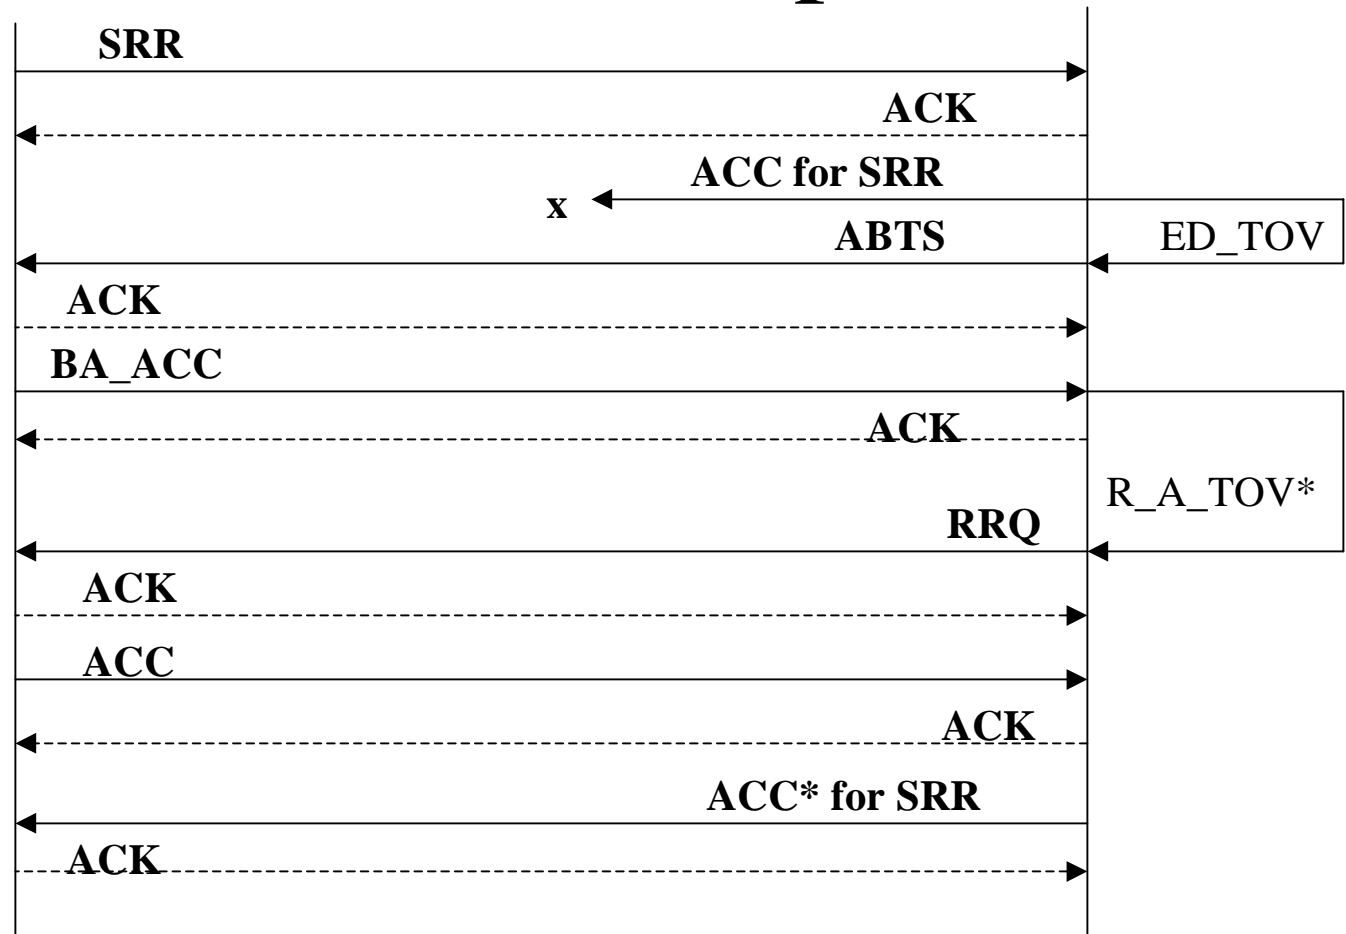 SRR
ACK
ACC for SRR
x
ABTS
ED_TOV
ACK
BA_ACC
ACK
R_A_TOV*
RRQ
ACK
ACC
ACK
ACC* for SRR
ACK